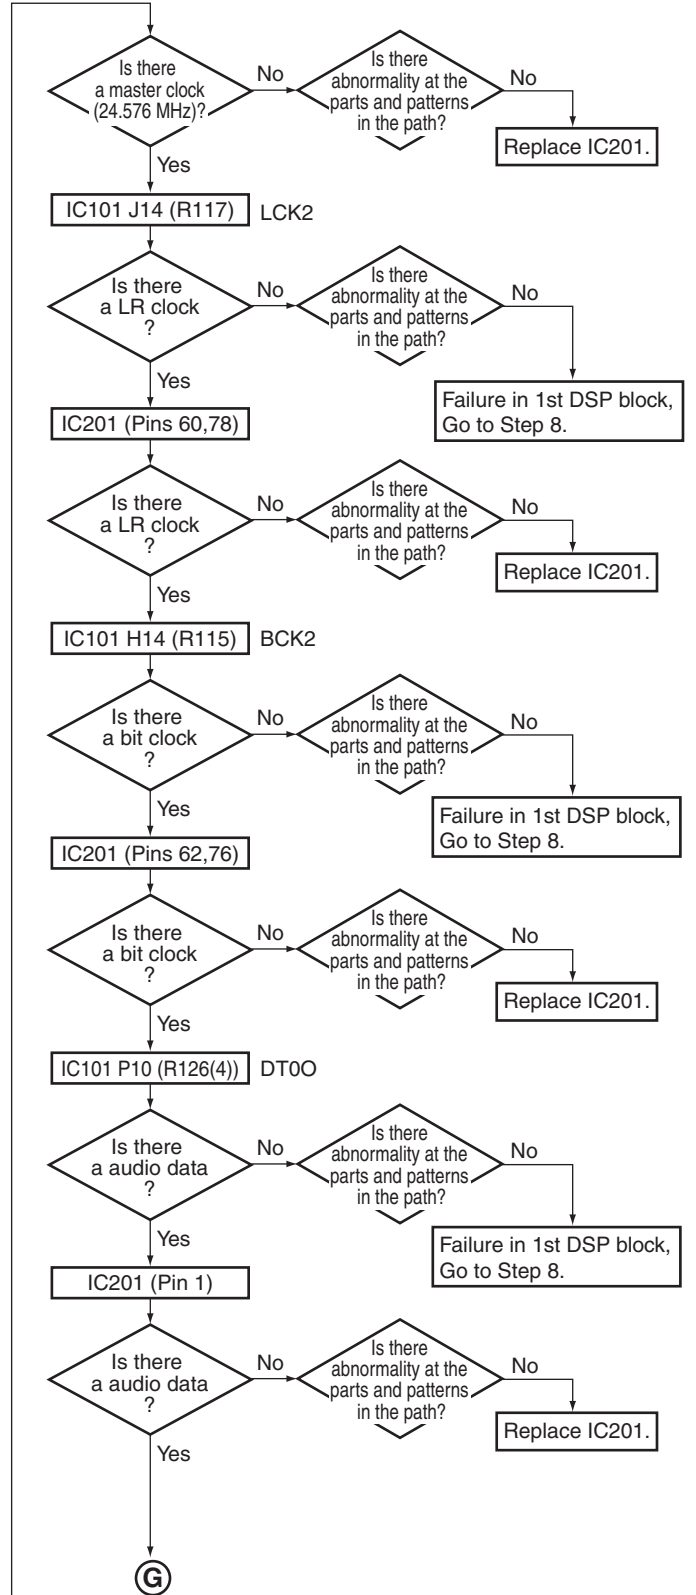 Is there
a master clock
(24.576 MHz)?
No
Is there
abnormality at the
parts and patterns
in the path?
No
Replace IC201.
Yes
IC101 J14 (R117)
LCK2
Is there
a LR clock
?
No
Is there
abnormality at the
parts and patterns
in the path?
No
Failure in 1st DSP block,
Go to Step 8.
Yes
IC201 (Pins 60,78)
Is there
a LR clock
?
No
Is there
abnormality at the
parts and patterns
in the path?
No
Replace IC201.
Yes
IC101 H14 (R115)
BCK2
Is there
a bit clock
?
No
Is there
abnormality at the
parts and patterns
in the path?
No
Failure in 1st DSP block,
Go to Step 8.
Yes
IC201 (Pins 62,76)
Is there
a bit clock
?
No
Is there
abnormality at the
parts and patterns
in the path?
No
Replace IC201.
Yes
IC101 P10 (R126(4))
DT0O
Is there
a audio data
?
No
Is there
abnormality at the
parts and patterns
in the path?
No
Failure in 1st DSP block,
Go to Step 8.
Yes
IC201 (Pin 1)
Is there
a audio data
?
No
Is there
abnormality at the
parts and patterns
in the path?
No
Replace IC201.
Yes
G